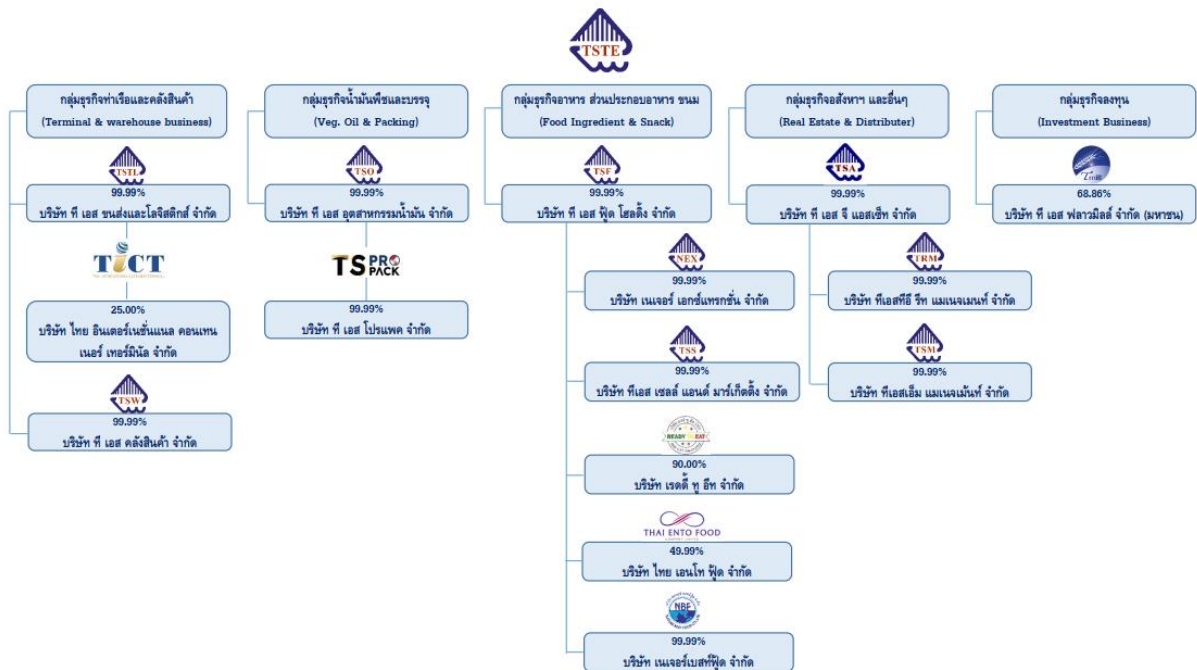 TSTE
กลุ่มธุรกิจท่าเรือและคลังสินค้า
(Terminal & warehouse business)
กลุ่มธุรกิจน้ำมันพืชและบรรจุ
(Veg. Oil & Packing)
กลุ่มธุรกิจอาหาร ส่วนประกอบอาหาร ขนม
(Food Ingredient & Snack)
กลุ่มธุรกิจอสังหาฯ และอื่นๆ
(Real Estate & Distributer)
กลุ่มธุรกิจลงทุน
(Investment Business)
TSTL
99.99%
บริษัท ที เอส ขนส่งและโลจิสติกส์ จำกัด
TICT
25.00%
บริษัท ไทย อินเตอร์เนชั่นแนล คอนเทน
เนอร์ เทอร์มินัล จำกัด
TSW
99.99%
บริษัท ที เอส คลังสินค้า จำกัด
TSO
99.99%
บริษัท ที เอส อุตสาหกรรมน้ำมัน จำกัด
TS PRO
PACK
99.99%
บริษัท ที เอส โปรแพค จำกัด
TSF
99.99%
บริษัท ที เอส ฟู้ด โฮลดิ้ง จำกัด
NEX
99.99%
บริษัท เนเจอร์ เอกซ์แทรกชั่น จำกัด
TSS
99.99%
บริษัท ทีเอส เซลล์ แอนด์ มาร์เก็ตติ้ง จำกัด
READY TO EAT
90.00%
บริษัท เรดดี้ ทู อีท จำกัด
THAI ENTO FOOD
49.99%
บริษัท ไทย เอนโท ฟู้ด จำกัด
NBF
99.99%
บริษัท เนเจอร์เบสท์ฟู้ด จำกัด
TSA
99.99%
บริษัท ที เอส จี แอสเซ็ท จำกัด
TRM
99.99%
บริษัท ทีเอสทีอี รีท แมเนจเมนท์ จำกัด
TSM
99.99%
บริษัท ทีเอสเอ็ม แมเนจเม้นท์ จำกัด
Tmill
68.86%
บริษัท ที เอส ฟลาวมิลล์ จำกัด (มหาชน)